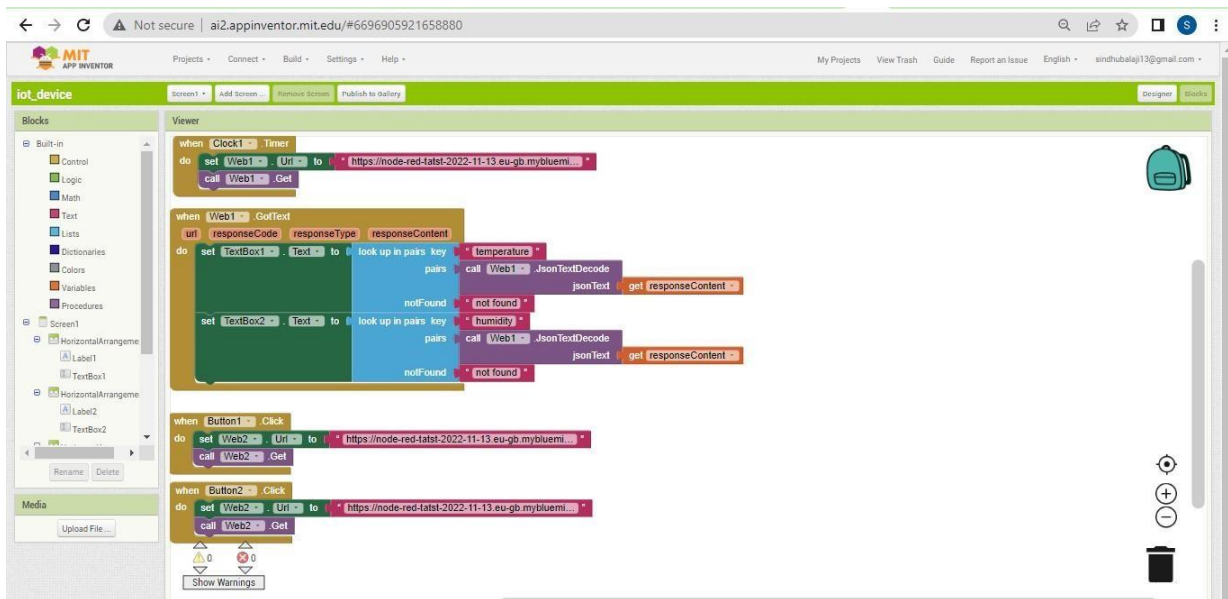 Not secure | ai2.appinventor.mit.edu/#6696905921658880 S
MIT APP INVENTOR Projects Connect Build Settings Help My Projects View Trash Guide Report an Issue English sindhubalaji13@gmail.com
iot_device Screen1 Add Screen ... Remove Screen Publish to Gallery Designer Blocks
Blocks
Built-in
Control
Logic
Math
Text
Lists
Dictionaries
Colors
Variables
Procedures
Screen1
HorizontalArrangeme
Label1
TextBox1
HorizontalArrangeme
Label2
TextBox2
Rename Delete
Media
Upload File ...
Viewer
when Clock1 .Timer
do set Web1 . Url to " https://node-red-tatst-2022-11-13.eu-gb.mybluemi... "
call Web1 .Get
when Web1 .GotText
url responseCode responseType responseContent
do set TextBox1 . Text to look up in pairs key " temperature "
pairs call Web1 .JsonTextDecode
jsonText get responseContent
notFound " not found "
set TextBox2 . Text to look up in pairs key " humidity "
pairs call Web1 .JsonTextDecode
jsonText get responseContent
notFound " not found "
when Button1 .Click
do set Web2 . Url to " https://node-red-tatst-2022-11-13.eu-gb.mybluemi... "
call Web2 .Get
when Button2 .Click
do set Web2 . Url to " https://node-red-tatst-2022-11-13.eu-gb.mybluemi... "
call Web2 .Get
0 0
Show Warnings